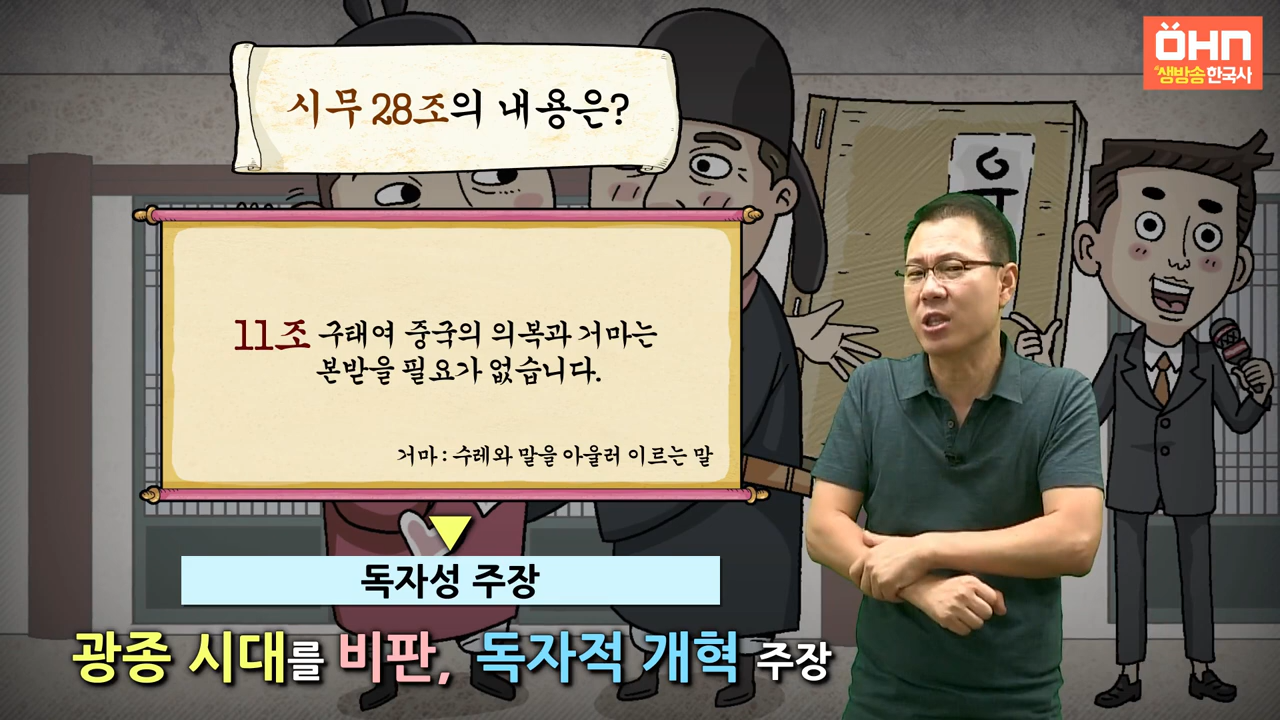 시무 28조의 내용은?
11조 구태여 중국의 의복과 거마는
본받을 필요가 없습니다.
거마 : 수레와 말을 아울러 이르는 말
독자성 주장
광종 시대를 비판, 독자적 개혁 주장
생방송 한국사